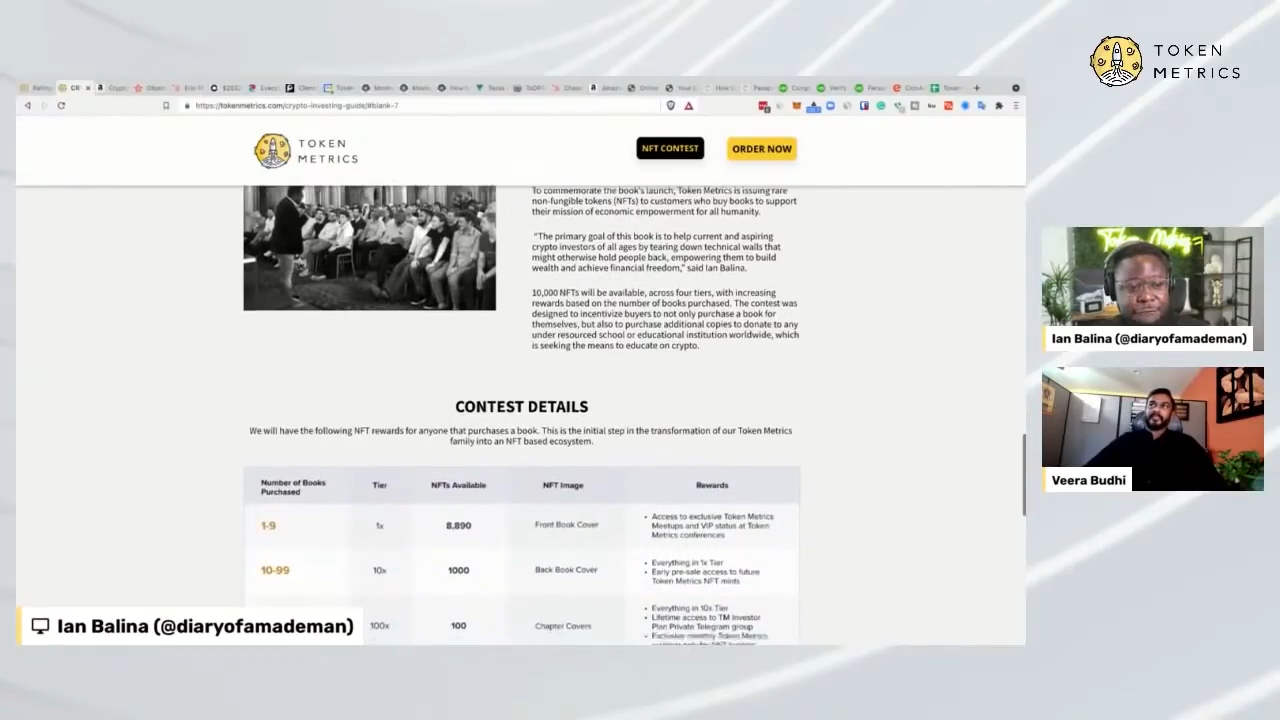 TOKEN
METRICS
https://tokenmetrics.com/crypto-investing-guide/#blank-7
TOKEN
METRICS
NFT CONTEST
ORDER NOW
To commemorate the book's launch, Token Metrics is issuing rare
non-fungible tokens (NFTs) to customers who buy books to support
their mission of economic empowerment for all humanity.
"The primary goal of this book is to help current and aspiring
crypto investors of all ages by tearing down technical walls that
might otherwise hold people back, empowering them to build
wealth and achieve financial freedom," said Ian Balina.
10,000 NFTs will be available, across four tiers, with increasing
rewards based on the number of books purchased. The contest was
designed to incentivize buyers to not only purchase a book for
themselves, but also to purchase additional copies to donate to any
under resourced school or educational institution worldwide, which
is seeking the means to educate on crypto.
CONTEST DETAILS
We will have the following NFT rewards for anyone that purchases a book. This is the initial step in the transformation of our Token Metrics
family into an NFT based ecosystem.
Number of Books
Purchased
Tier
NFTs Available
NFT Image
Rewards
1-9
1x
8,890
Front Book Cover
• Access to exclusive Token Metrics
Meetups and VIP status at Token
Metrics conferences
10-99
10x
1000
Back Book Cover
• Everything in 1x Tier
• Early pre-sale access to future
Token Metrics NFT mints
100x
100
Chapter Covers
• Everything in 10x Tier
• Lifetime access to TM Investor
Plan Private Telegram group
• Exclusive monthly Token Metrics
Ian Balina (@diaryofamademan)
Ian Balina (@diaryofamademan)
Veera Budhi